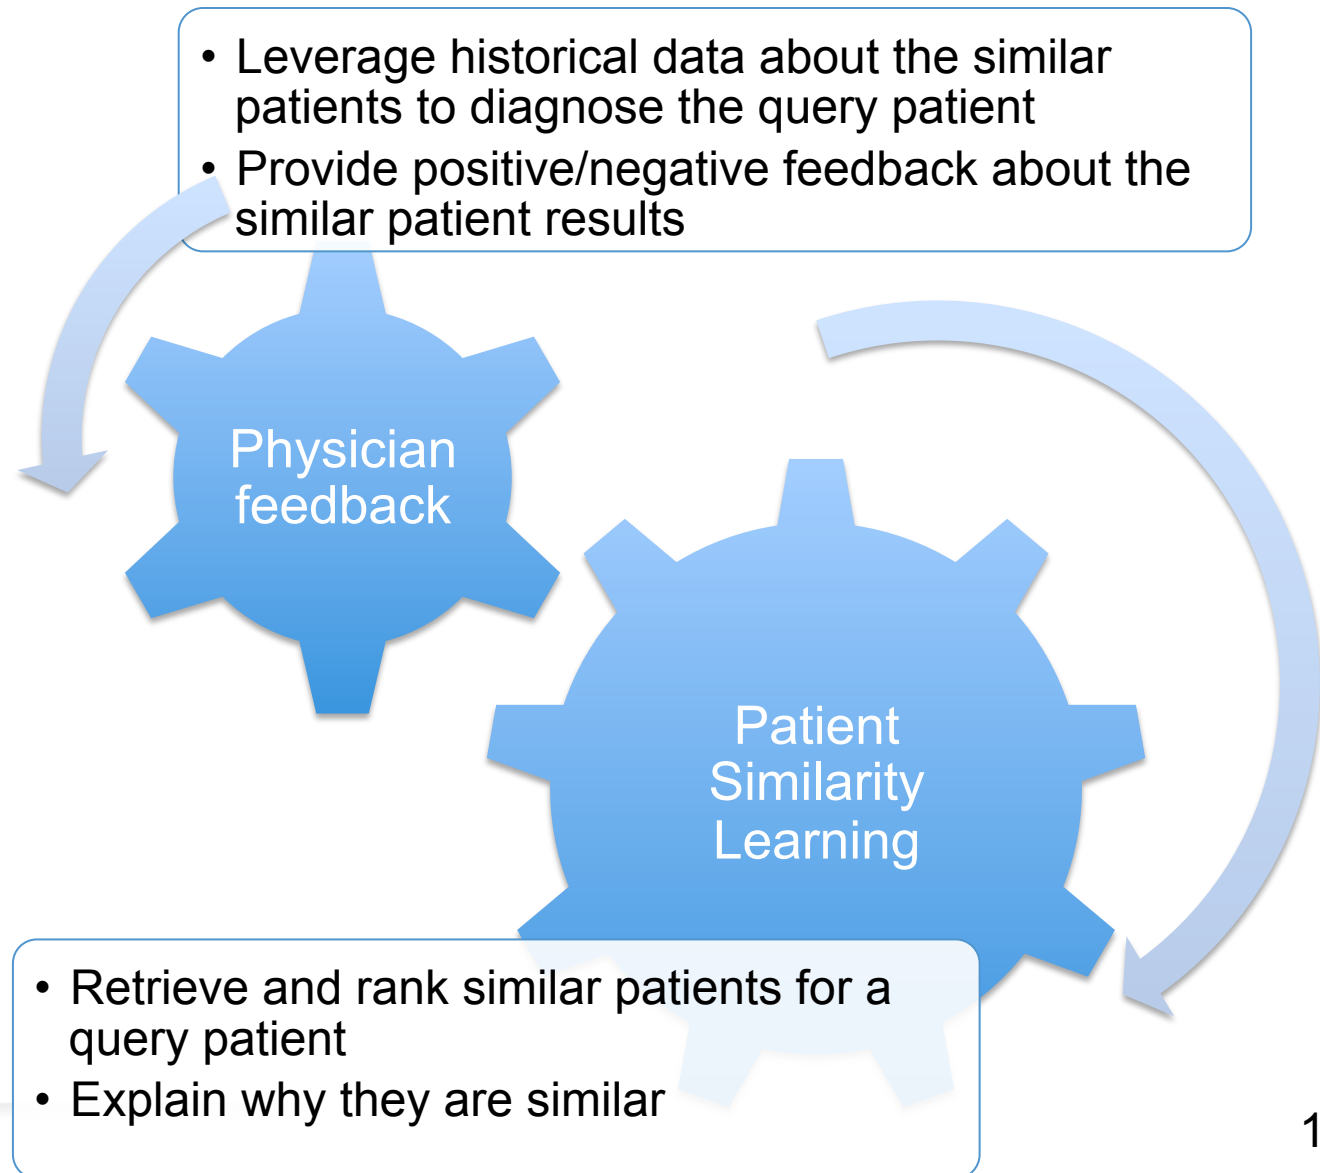 • Leverage historical data about the similar
patients to diagnose the query patient
• Provide positive/negative feedback about the
similar patient results
Physician
feedback
Patient
Similarity
Learning
• Retrieve and rank similar patients for a
query patient
• Explain why they are similar
1